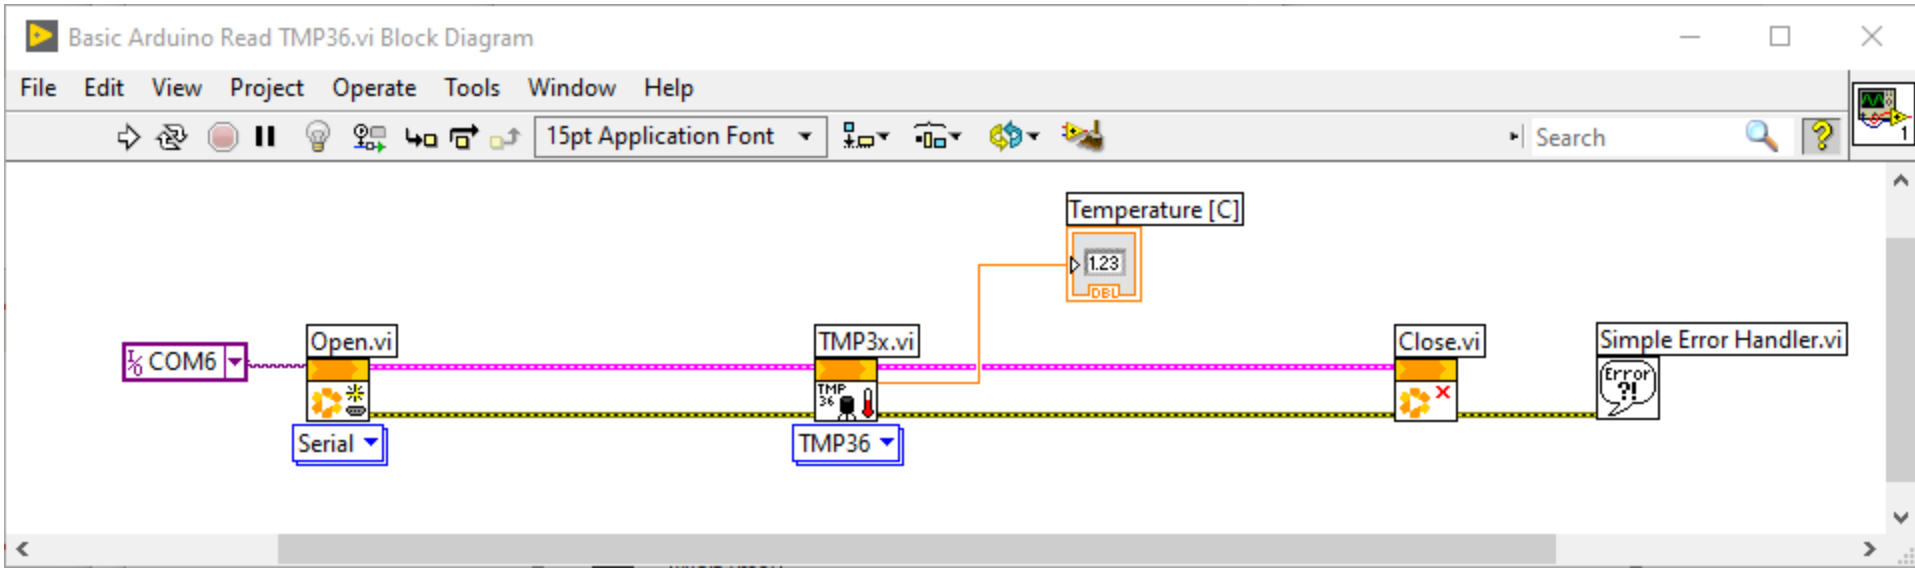 Basic Arduino Read TMP36.vi Block Diagram
File Edit View Project Operate Tools Window Help
15pt Application Font
Search
1
Temperature [C]
1.23
DBL
I/O COM6
Open.vi
TMP3x.vi
Close.vi
Simple Error Handler.vi
TMP
36
Error
?!
Serial
TMP36